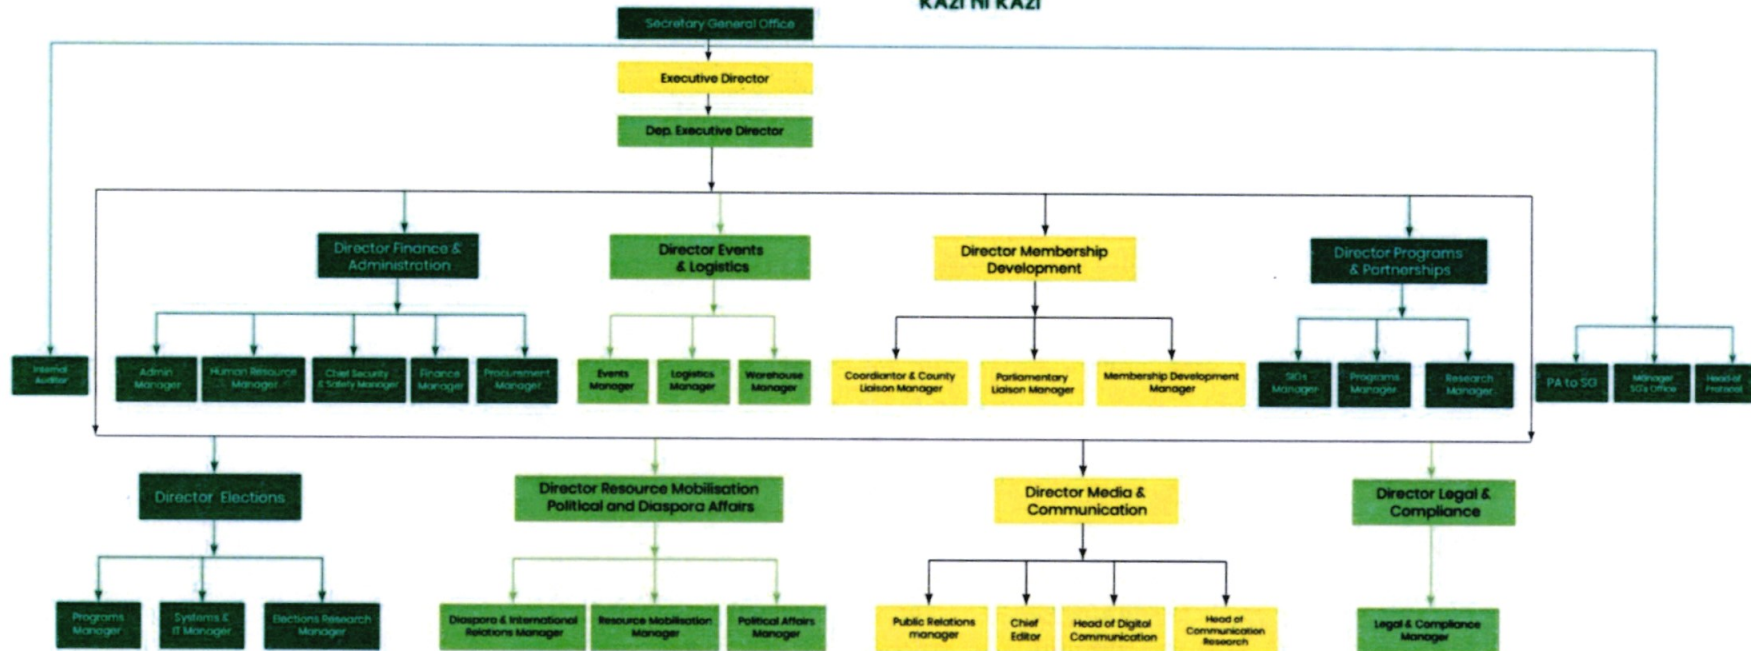 KAZI NI KAZI
Secretary General Office
Executive Director
Dep. Executive Director
Director Finance &
Administration
Director Events
& Logistics
Director Membership
Development
Director Programs
& Partnerships
Internal
Auditor
Admin
Manager
Human Resource
Manager
Chief Security
& Safety Manager
Finance
Manager
Procurement
Manager
Events
Manager
Logistics
Manager
Warehouse
Manager
Coordiantor & County
Liaison Manager
Parliamentary
Liaison Manager
Membership Development
Manager
SIGs
Manager
Programs
Manager
Research
Manager
PA to SG
Manager
SG's Office
Head of
Protocol
Director Elections
Director Resource Mobilisation
Political and Diaspora Affairs
Director Media &
Communication
Director Legal &
Compliance
Programs
Manager
Systems &
IT Manager
Elections Research
Manager
Diaspora & International
Relations Manager
Resource Mobilisation
Manager
Political Affairs
Manager
Public Relations
manager
Chief
Editor
Head of Digital
Communication
Head of
Communication
Research
Legal & Compliance
Manager